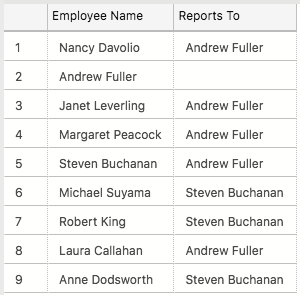 Employee Name Reports To
1 Nancy Davolio Andrew Fuller
2 Andrew Fuller
3 Janet Leverling Andrew Fuller
4 Margaret Peacock Andrew Fuller
5 Steven Buchanan Andrew Fuller
6 Michael Suyama Steven Buchanan
7 Robert King Steven Buchanan
8 Laura Callahan Andrew Fuller
9 Anne Dodsworth Steven Buchanan